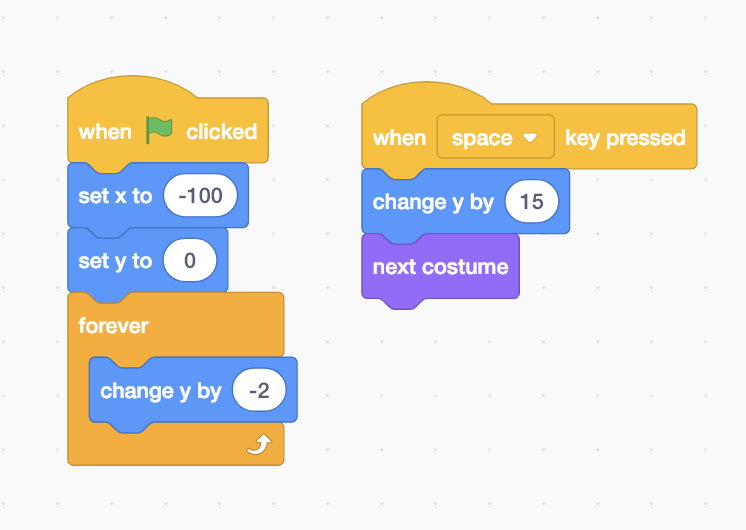 when clicked
set x to -100
set y to 0
forever
change y by -2
when space key pressed
change y by 15
next costume